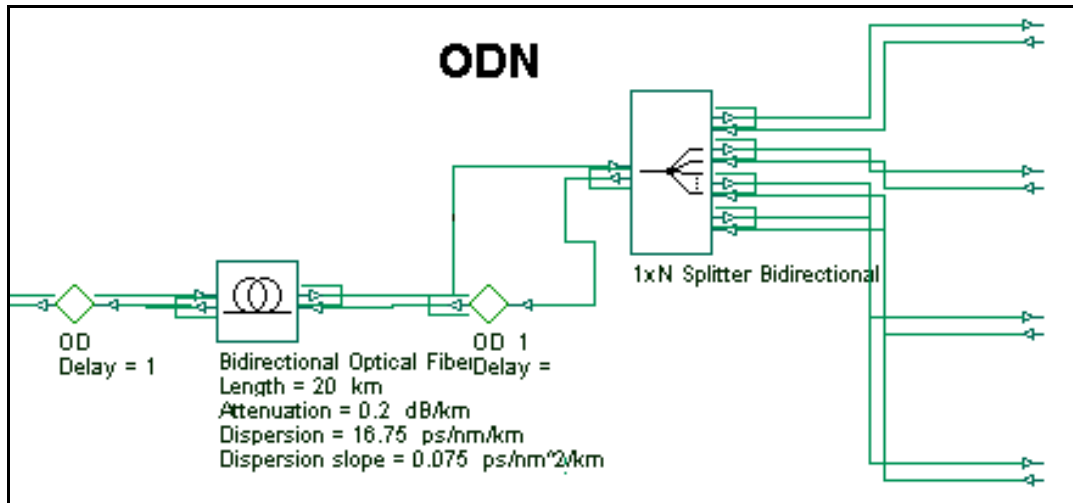 ODN
1xN Splitter Bidirectional
OD
Delay = 1
Bidirectional Optical Fiber
Length = 20 km
Attenuation = 0.2 dB/km
Dispersion = 16.75 ps/nm/km
Dispersion slope = 0.075 ps/nm^2/km
OD 1
Delay =